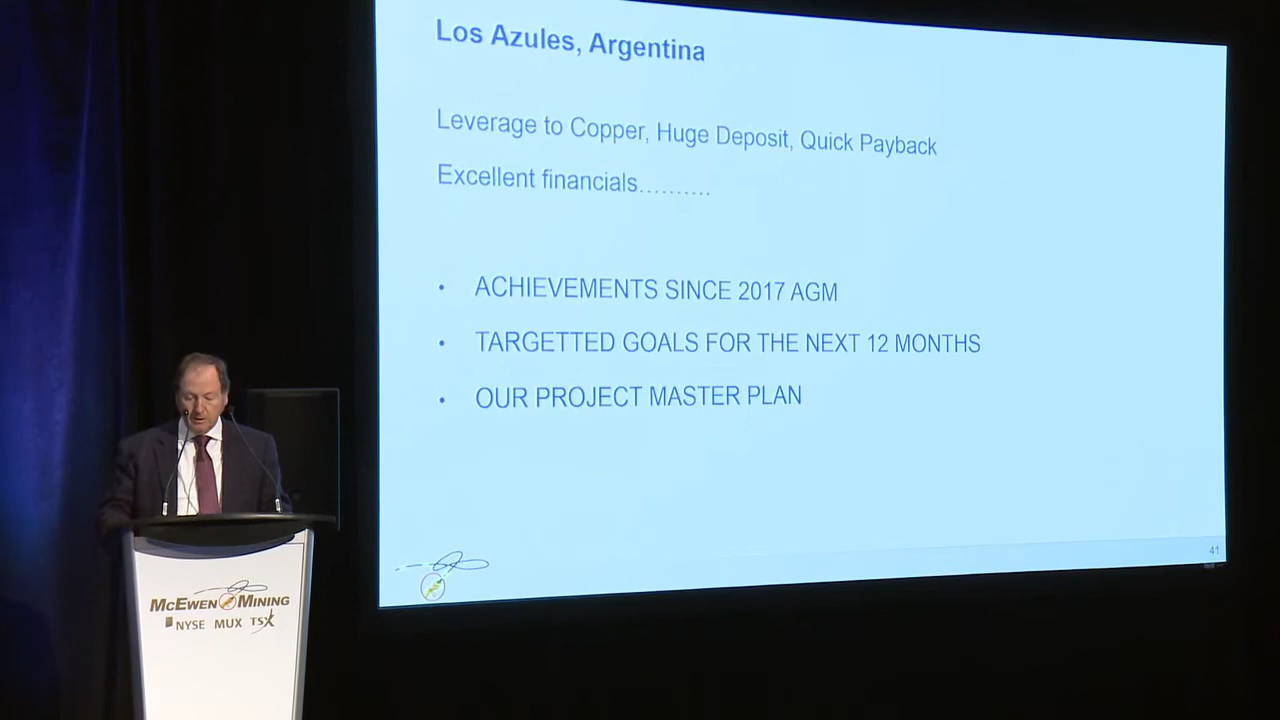 Los Azules, Argentina
Leverage to Copper, Huge Deposit, Quick Payback
Excellent financials..........
• ACHIEVEMENTS SINCE 2017 AGM
• TARGETTED GOALS FOR THE NEXT 12 MONTHS
• OUR PROJECT MASTER PLAN
41
MCEWEN MINING
NYSE MUX TSX